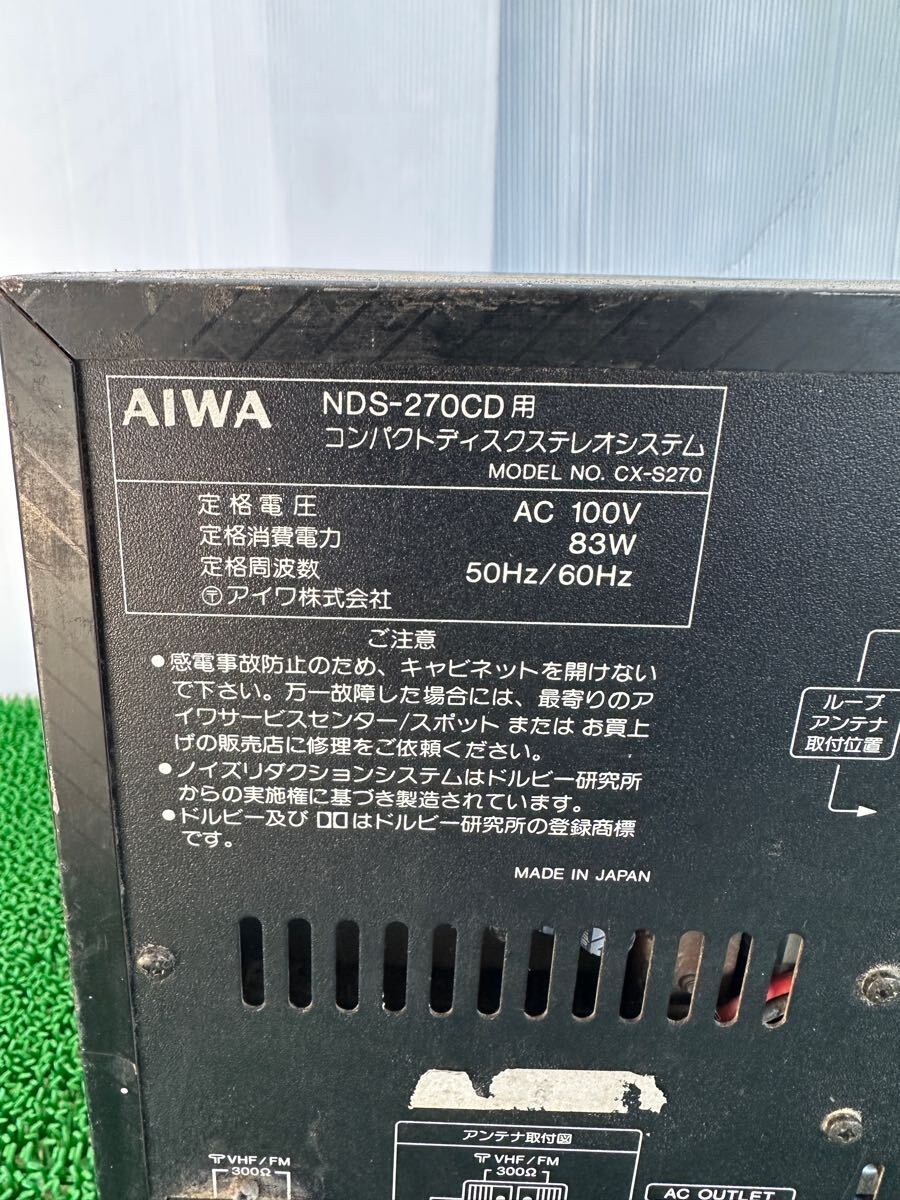 AIWA NDS-270CD用
コンパクトディスクステレオシステム
MODEL NO. CX-S270
定格電圧 AC 100V
定格消費電力 83W
定格周波数 50Hz/60Hz
〒アイワ株式会社
ご注意
●感電事故防止のため、キャビネットを開けない
で下さい。万一故障した場合には、最寄りのア
イワサービスセンター/スポット または お買上
げの販売店に修理をご依頼ください。
●ノイズリダクションシステムはドルビー研究所
からの実施権に基づき製造されています。
●ドルビー及び はドルビー研究所の登録商標
です。
MADE IN JAPAN
ループ
アンテナ
取付位置
アンテナ取付図
VHF/FM
300Ω
VHF/FM
300Ω
AC OUTLET